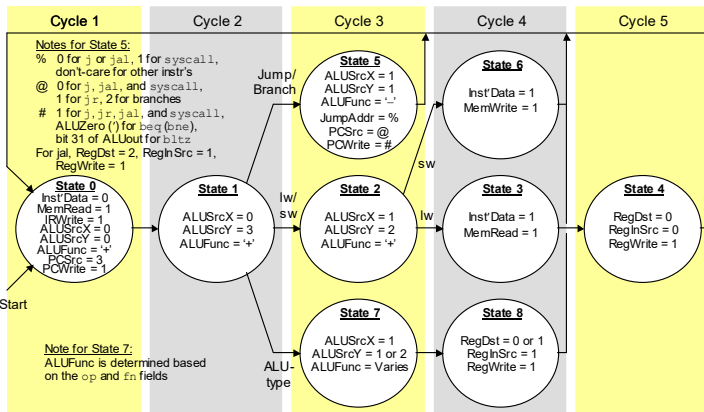 Cycle 1
Cycle 2
Cycle 3
Cycle 4
Cycle 5
Notes for State 5:
% 0 for j or jal, 1 for syscall,
don't-care for other instr's
@ 0 for j, jal, and syscall,
1 for jr, 2 for branches
# 1 for j, jr, jal, and syscall,
ALUZero (') for beq (bne),
bit 31 of ALUout for bltz
For jal, RegDst = 2, RegInSrc = 1,
RegWrite = 1
Jump/
Branch
State 5
ALUSrcX = 1
ALUSrcY = 1
ALUFunc = '–'
JumpAddr = %
PCSrc = @
PCWrite = #
State 6
Inst'Data = 1
MemWrite = 1
sw
State 0
Inst'Data = 0
MemRead = 1
IRWrite = 1
ALUSrcX = 0
ALUSrcY = 0
ALUFunc = '+'
PCSrc = 3
PCWrite = 1
Start
State 1
ALUSrcX = 0
ALUSrcY = 3
ALUFunc = '+'
lw/
sw
State 2
ALUSrcX = 1
ALUSrcY = 2
ALUFunc = '+'
lw
State 3
Inst'Data = 1
MemRead = 1
State 4
RegDst = 0
RegInSrc = 0
RegWrite = 1
Note for State 7:
ALUFunc is determined based
on the op and fn fields
ALU-
type
State 7
ALUSrcX = 1
ALUSrcY = 1 or 2
ALUFunc = Varies
State 8
RegDst = 0 or 1
RegInSrc = 1
RegWrite = 1